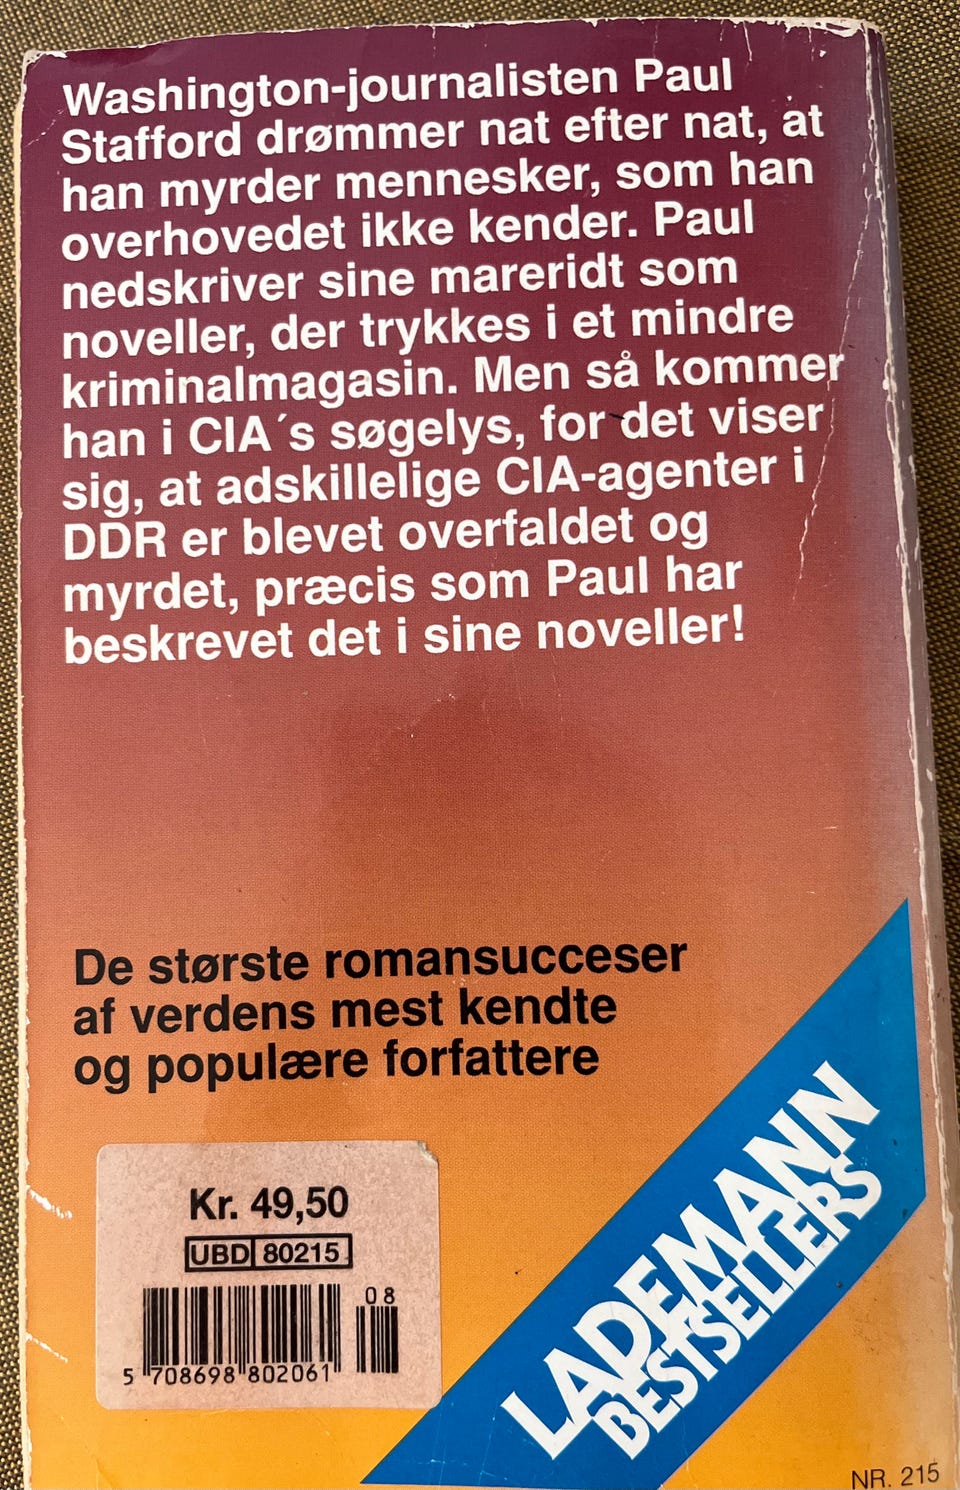 Washington-journalisten Paul
Stafford drømmer nat efter nat, at
han myrder mennesker, som han
overhovedet ikke kender. Paul
nedskriver sine mareridt som
noveller, der trykkes i et mindre
kriminalmagasin. Men så kommer
han i CIA´s søgelys, for det viser
sig, at adskillelige CIA-agenter i
DDR er blevet overfaldet og
myrdet, præcis som Paul har
beskrevet det i sine noveller!
De største romansucceser
af verdens mest kendte
og populære forfattere
Kr. 49,50
UBD 80215
08
5 708698 802061
LADEMANN
BESTSELLERS
NR. 215